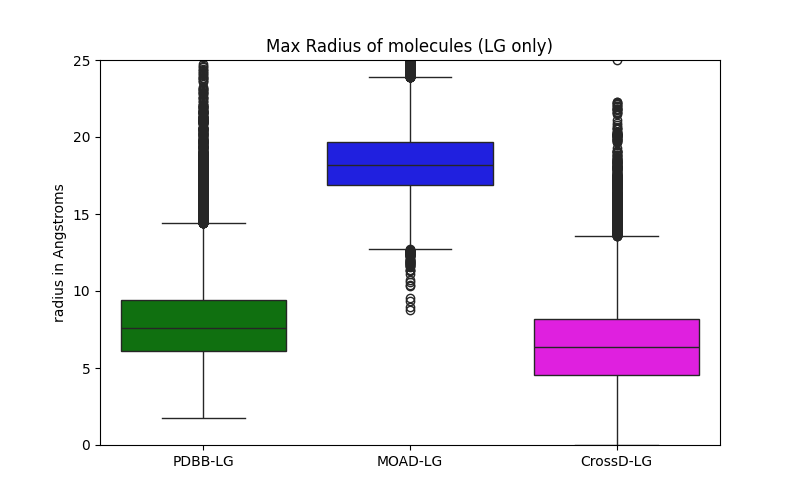 Max Radius of molecules (LG only)
radius in Angstroms
25
20
15
10
5
0
PDBB-LG
MOAD-LG
CrossD-LG